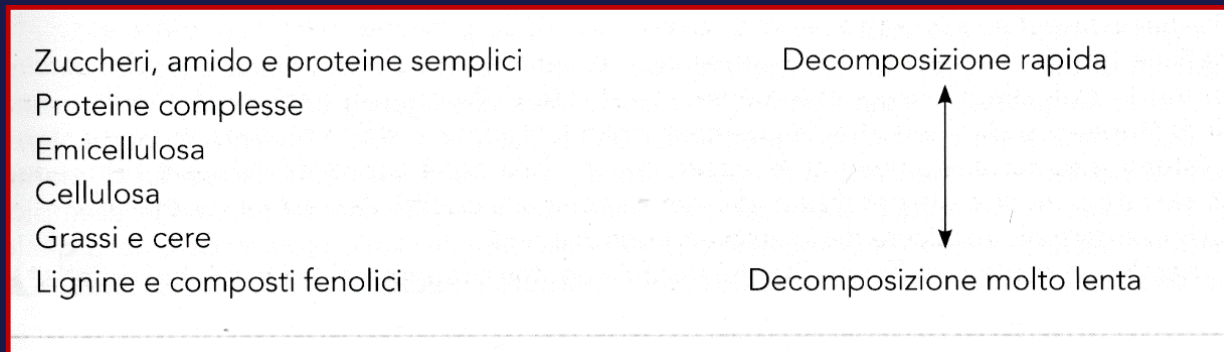 Zuccheri, amido e proteine semplici Decomposizione rapida
Proteine complesse
Emicellulosa
Cellulosa
Grassi e cere
Lignine e composti fenolici Decomposizione molto lenta